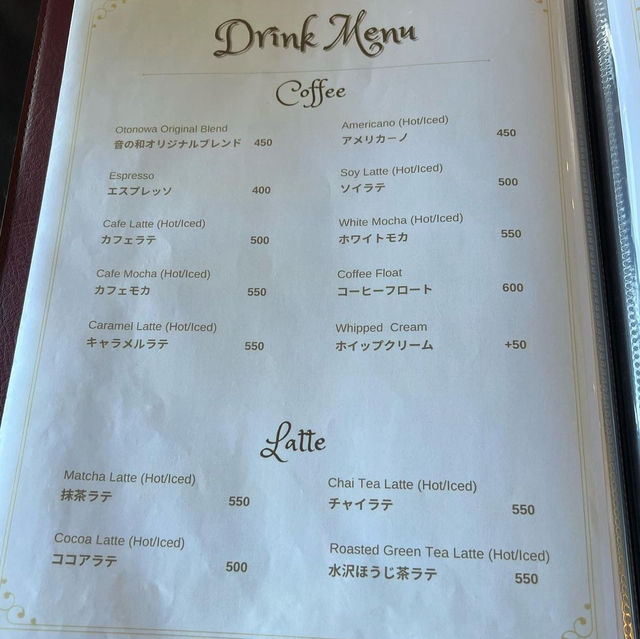 Drink Menu
Coffee
Otonowa Original Blend
音の和オリジナルブレンド 450
Americano (Hot/Iced)
アメリカーノ 450
Espresso
エスプレッソ 400
Soy Latte (Hot/Iced)
ソイラテ 500
Cafe Latte (Hot/Iced)
カフェラテ 500
White Mocha (Hot/Iced)
ホワイトモカ 550
Cafe Mocha (Hot/Iced)
カフェモカ 550
Coffee Float
コーヒーフロート 600
Caramel Latte (Hot/Iced)
キャラメルラテ 550
Whipped Cream
ホイップクリーム +50
Latte
Matcha Latte (Hot/Iced)
抹茶ラテ 550
Chai Tea Latte (Hot/Iced)
チャイラテ 550
Cocoa Latte (Hot/Iced)
ココアラテ 500
Roasted Green Tea Latte (Hot/Iced)
水沢ほうじ茶ラテ 550